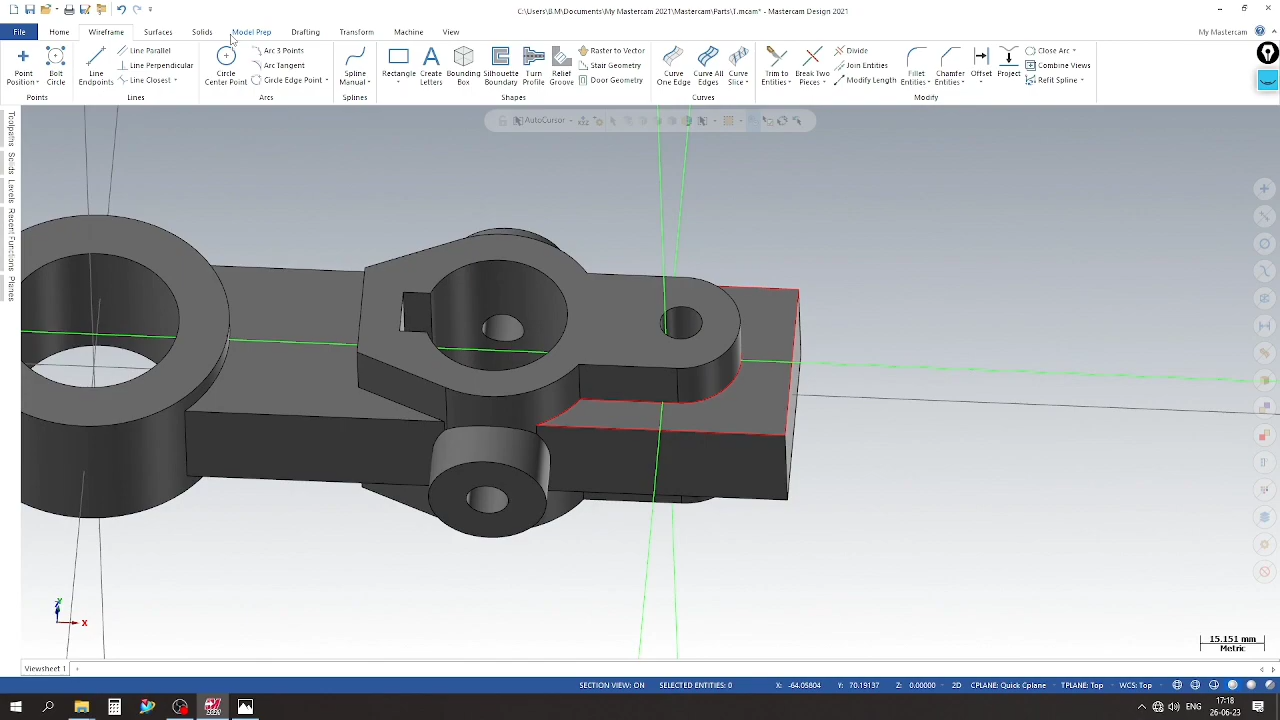 C:\Users\B.M\Documents\My Mastercam 2021\Mastercam\Parts\T.mcam* - Mastercam Design 2021
File Home Wireframe Surfaces Solids Model Prep Drafting Transform Machine View My Mastercam
Point Position
Bolt Circle
Points
Line Endpoints
Line Parallel
Line Perpendicular
Line Closest
Lines
Circle Center Point
Arc 3 Points
Arc Tangent
Circle Edge Point
Arcs
Spline Manual
Splines
Rectangle
Create Letters
Bounding Box
Silhouette Boundary
Turn Profile
Relief Groove
Raster to Vector
Stair Geometry
Door Geometry
Shapes
Curve One Edge
Curve All Edges
Curve Slice
Curves
Trim to Entities
Break Two Pieces
Divide
Join Entities
Modify Length
Fillet Entities
Chamfer Entities
Offset
Project
Close Arc
Combine Views
Refit Spline
Modify
AutoCursor
Toolpaths
Solids
Levels
Recent Functions
Planes
X
15.151 mm
Metric
Viewsheet 1
+
SECTION VIEW: ON SELECTED ENTITIES: 0 X: -64.05804 Y: 70.19137 Z: 0.00000 2D CPLANE: Quick Cplane TPLANE: Top WCS: Top
ENG
17:18
26-06-23